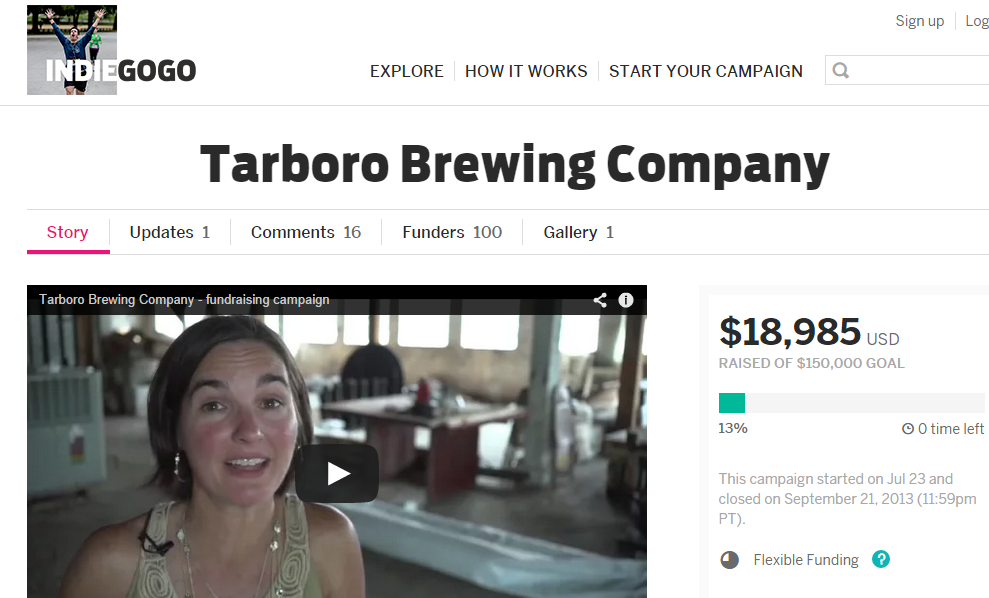 Sign up Log
INDIEGOGO
EXPLORE HOW IT WORKS START YOUR CAMPAIGN
Tarboro Brewing Company
Story Updates 1 Comments 16 Funders 100 Gallery 1
Tarboro Brewing Company - fundraising campaign
$18,985 USD
RAISED OF $150,000 GOAL
13% 0 time left
This campaign started on Jul 23 and
closed on September 21, 2013 (11:59pm
PT).
Flexible Funding ?